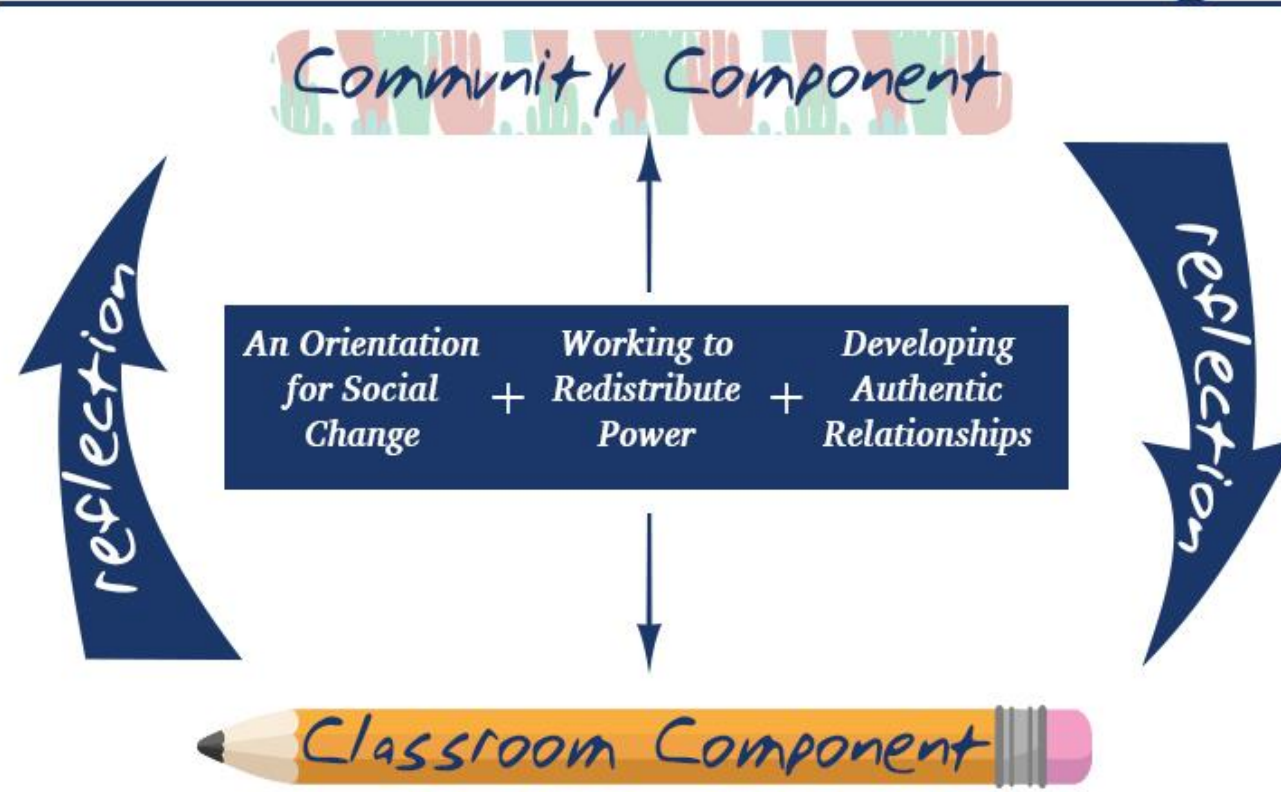 Community Component
reflection
An Orientation
for Social
Change
+
Working to
Redistribute
Power
+
Developing
Authentic
Relationships
reflection
Classroom Component